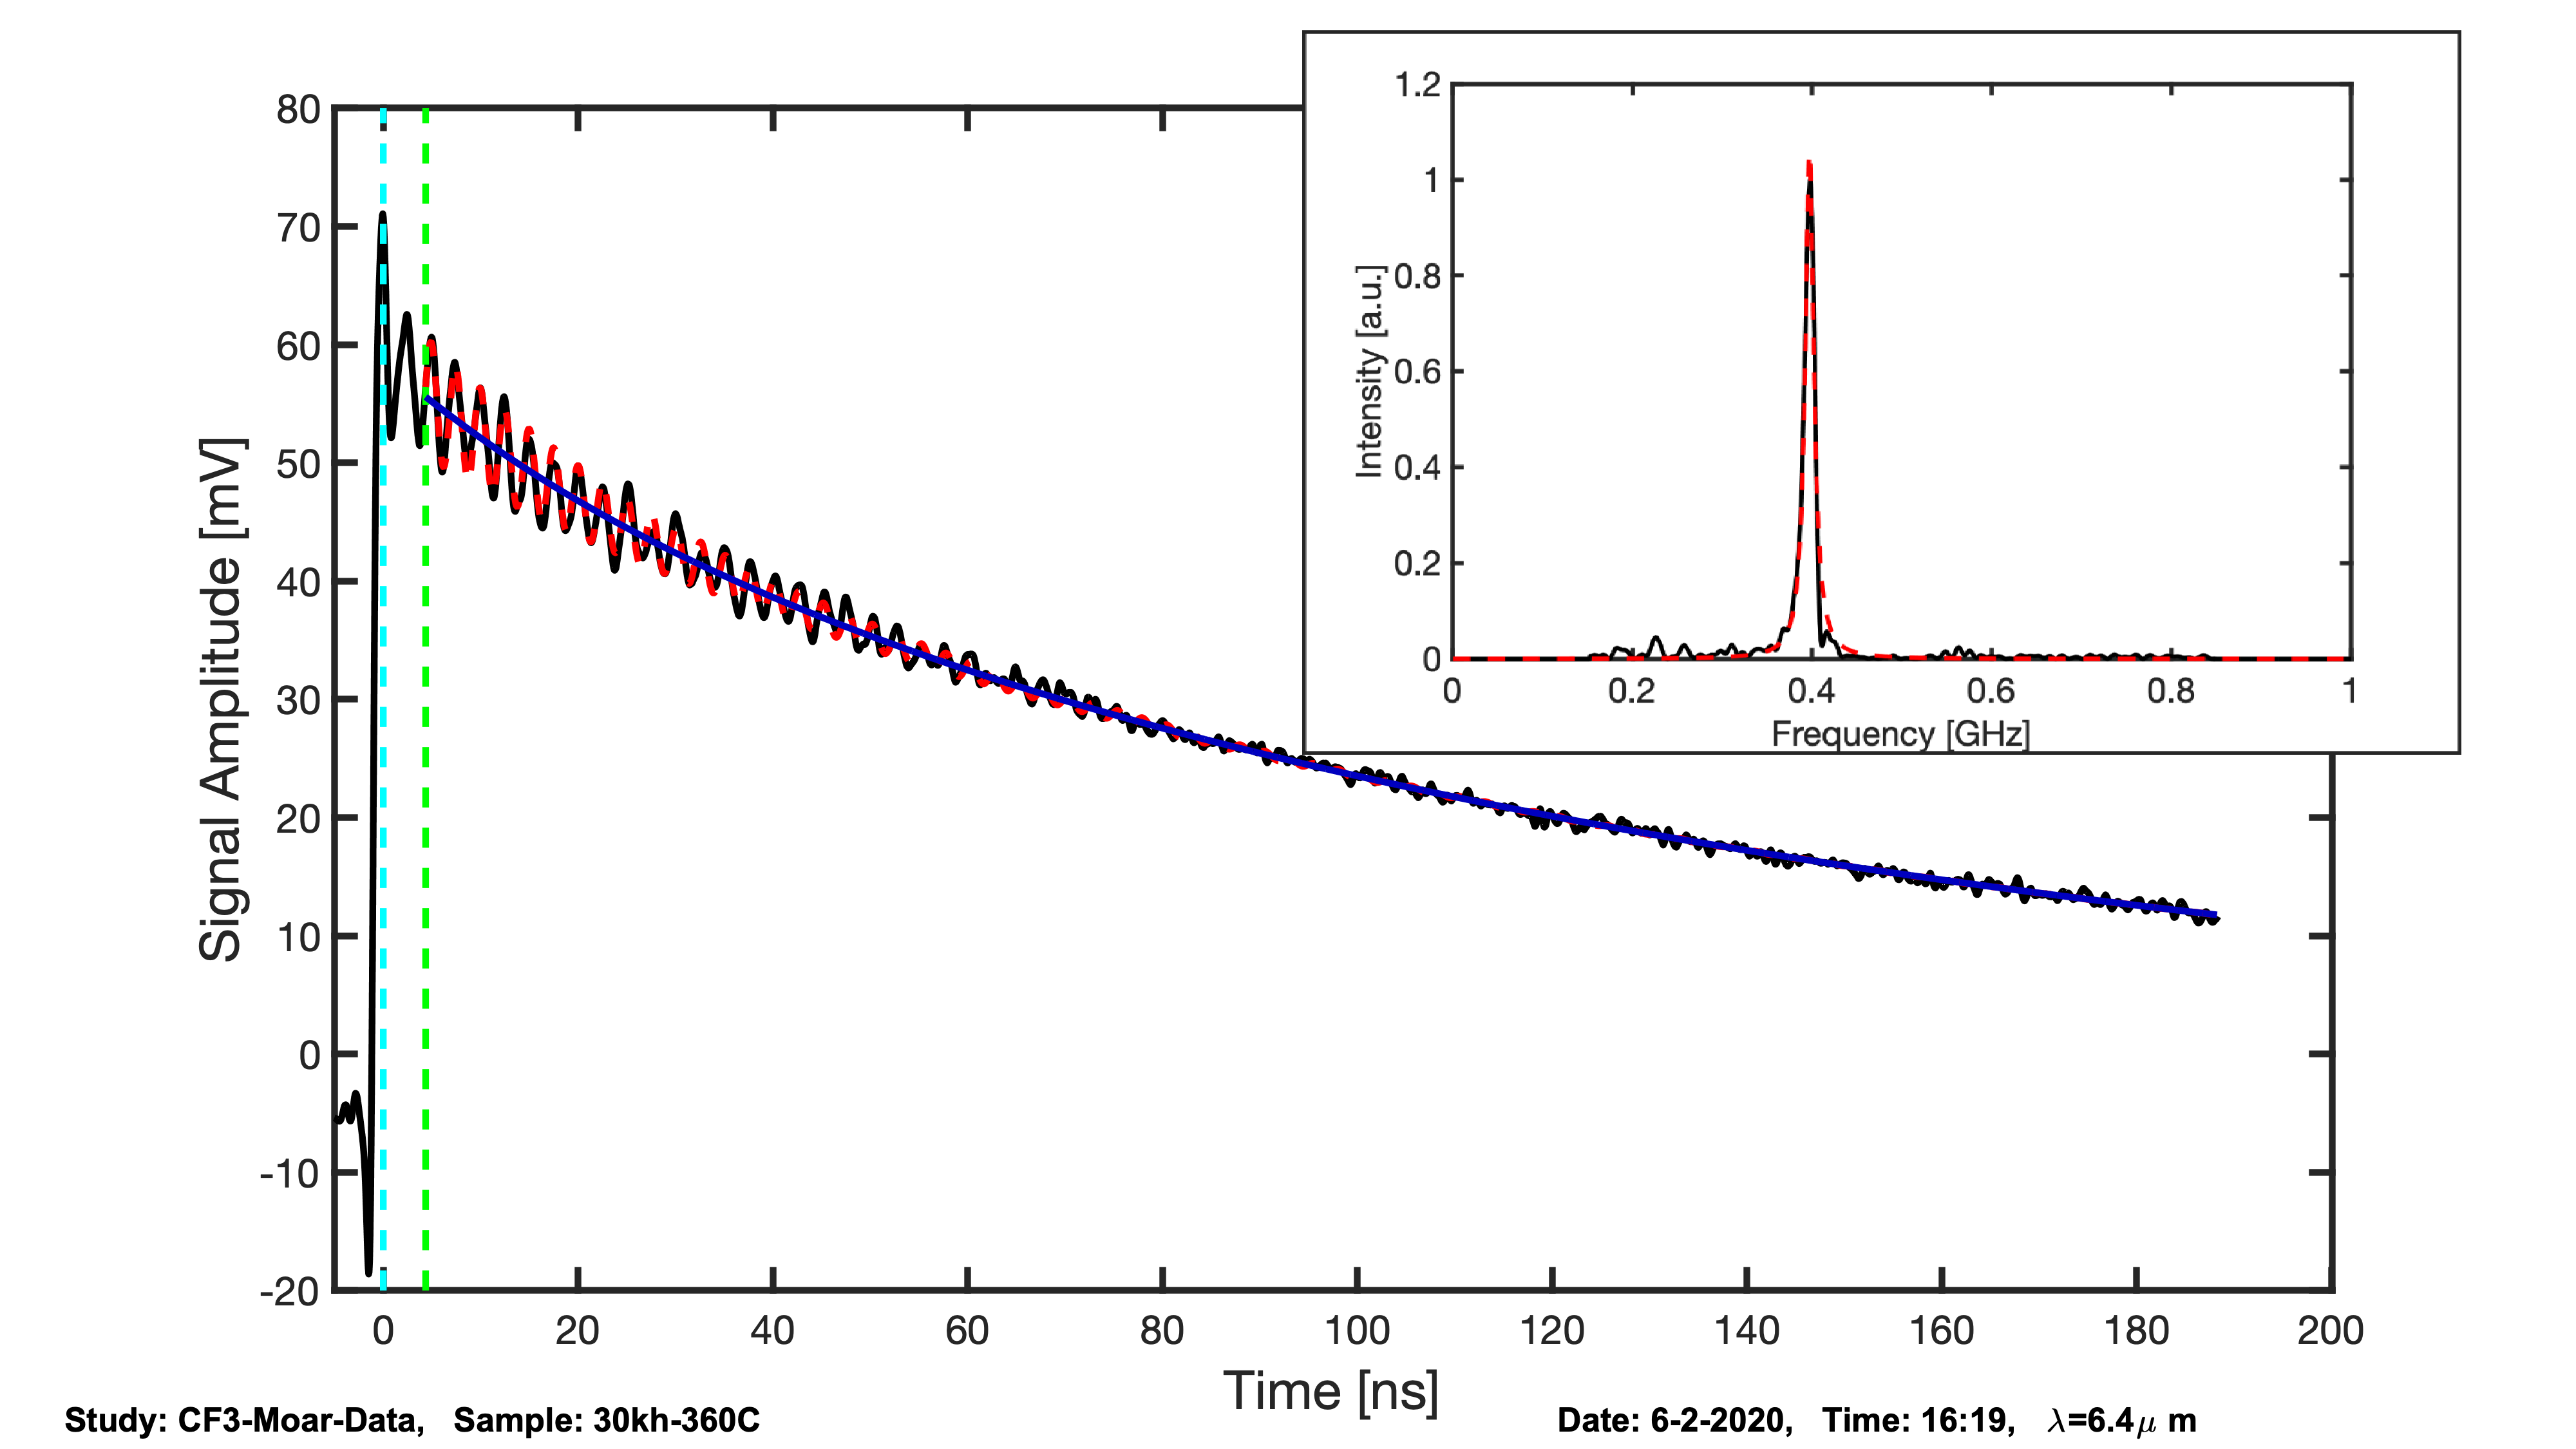 1.2
1
0.8
0.6
0.4
0.2
0
0 0.2 0.4 0.6 0.8 1
Intensity [a.u.]
Frequency [GHz]
80
70
60
50
40
30
20
10
0
-10
-20
Signal Amplitude [mV]
0 20 40 60 80 100 120 140 160 180 200
Time [ns]
Study: CF3-Moar-Data, Sample: 30kh-360C
Date: 6-2-2020, Time: 16:19, λ=6.4μ m